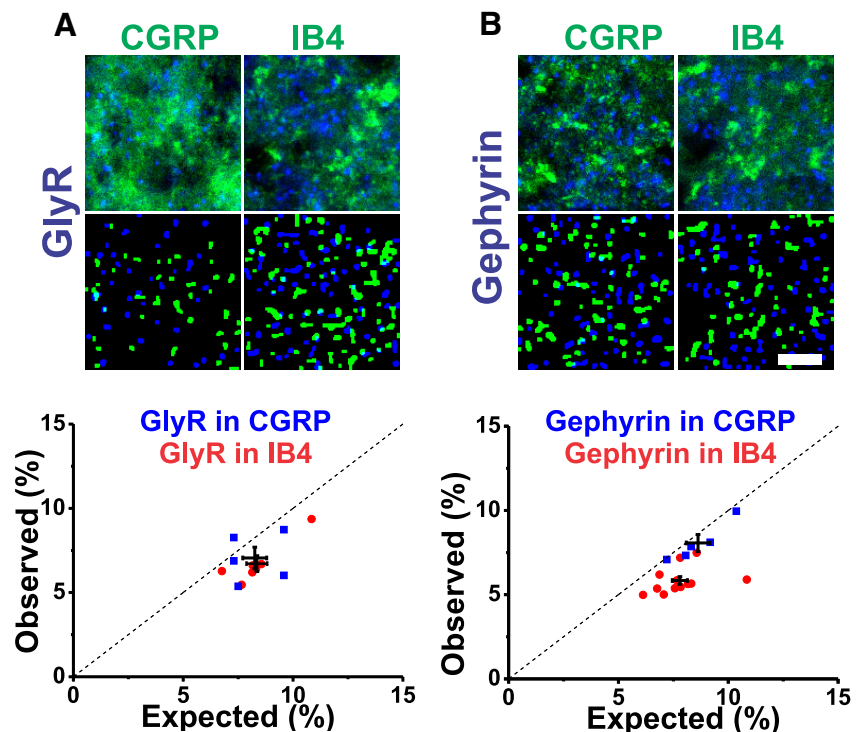 A
CGRP
IB4
GlyR
B
CGRP
IB4
Gephyrin
GlyR in CGRP
GlyR in IB4
15
10
5
0
Observed (%)
0
5
10
15
Expected (%)
Gephyrin in CGRP
Gephyrin in IB4
15
10
5
0
Observed (%)
0
5
10
15
Expected (%)